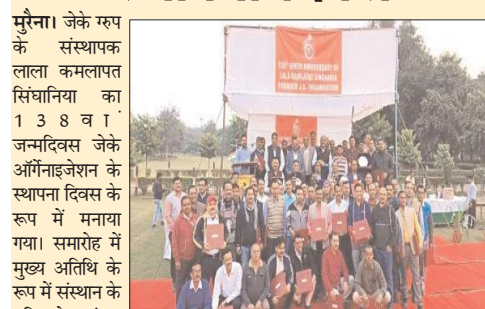 मुरैना। जेके ग्रुप
के संस्थापक
लाला कमलापत
सिंघानिया का
138वां
जन्मदिवस जेके
ऑर्गेनाइजेशन के
स्थापना दिवस के
रूप में मनाया
गया। समारोह में
मुख्य अतिथि के
रूप में संस्थान के
138th BIRTH ANNIVERSARY OF
LALA KAMLAPAT SINGHANIA
FOUNDER J.K. ORGANISATION